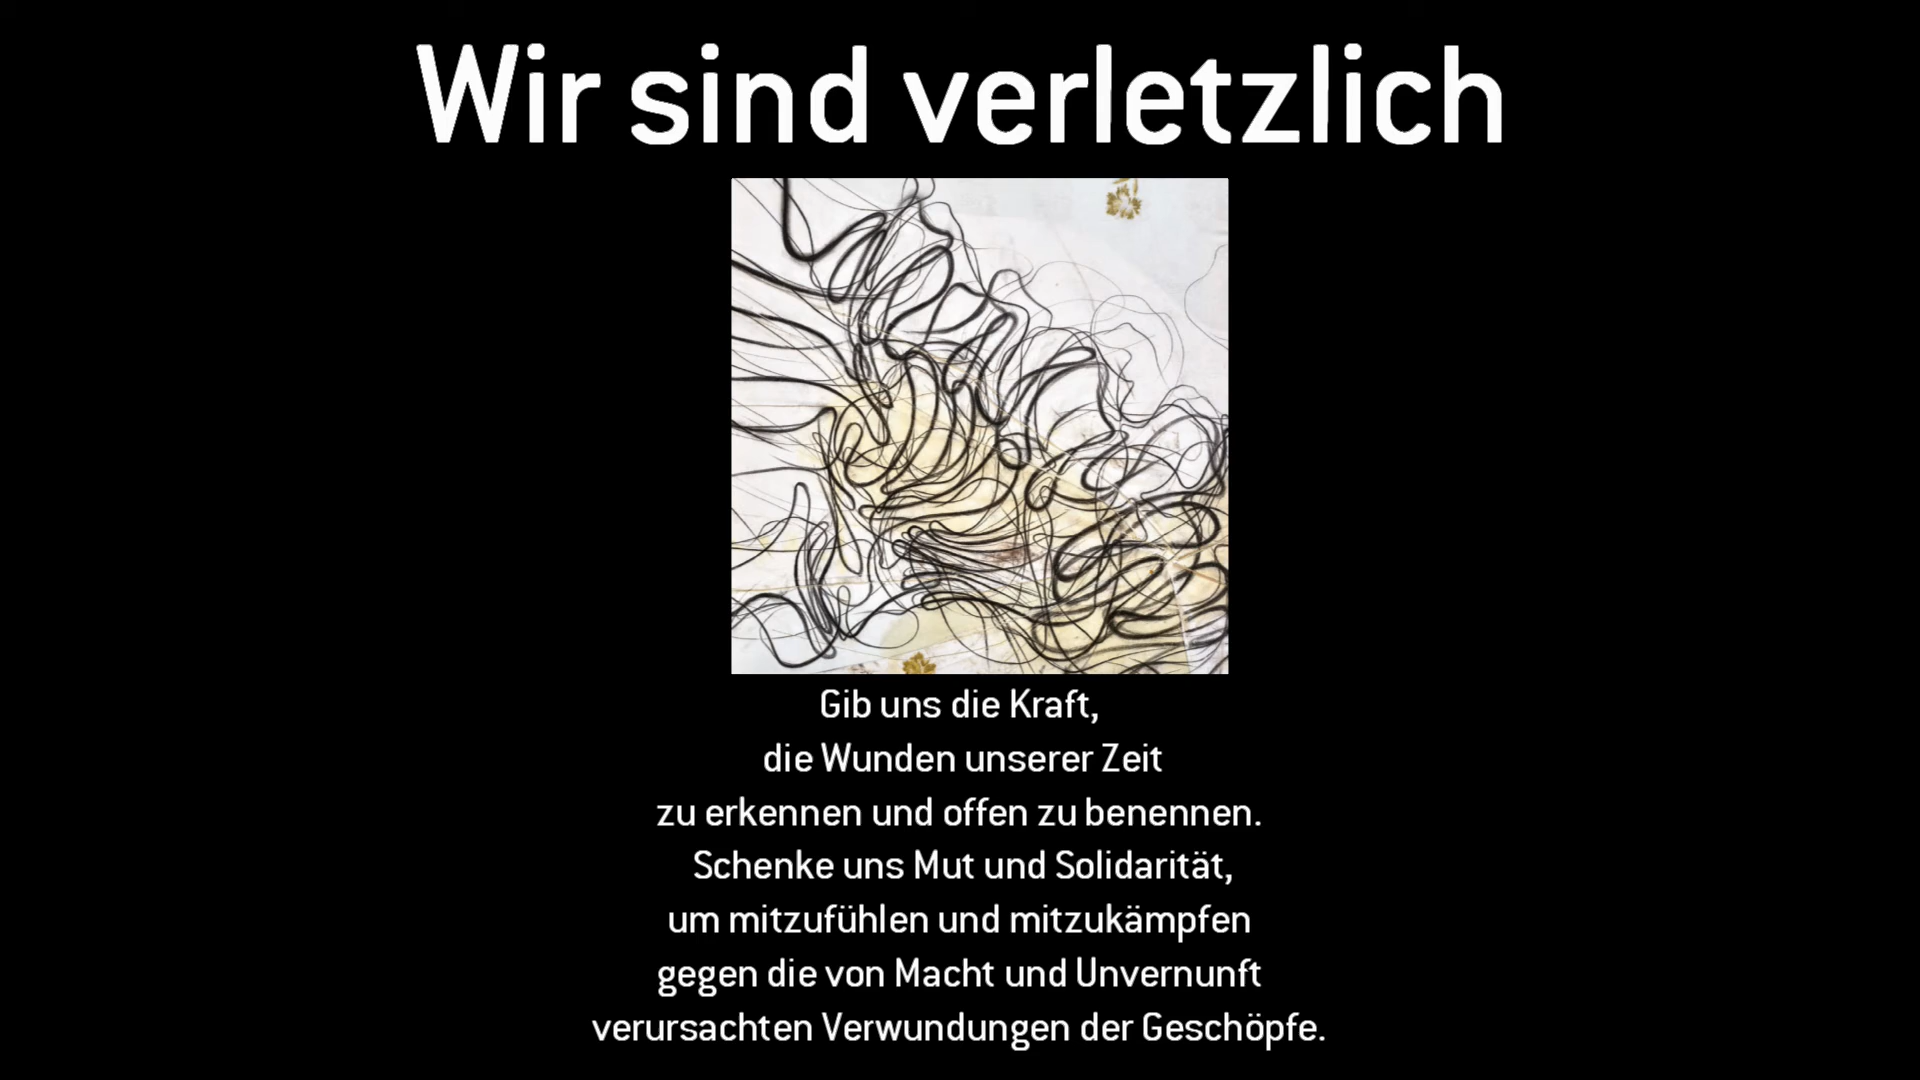 Wir sind verletzlich
Gib uns die Kraft,
die Wunden unserer Zeit
zu erkennen und offen zu benennen.
Schenke uns Mut und Solidarität,
um mitzufühlen und mitzukämpfen
gegen die von Macht und Unvernunft
verursachten Verwundungen der Geschöpfe.